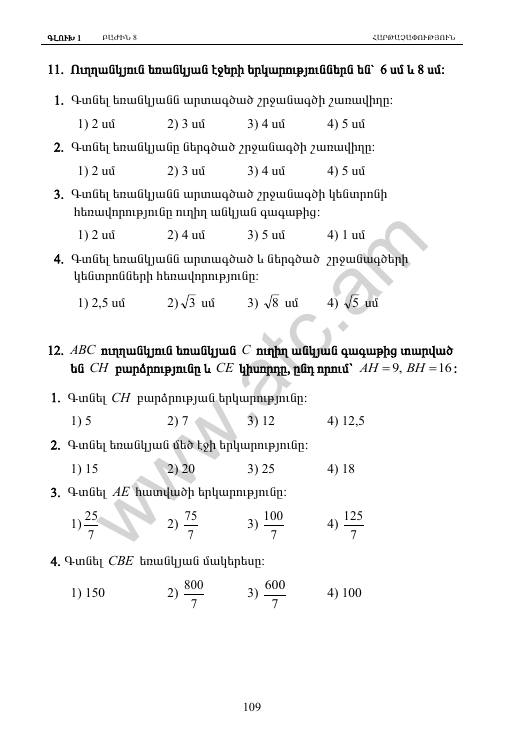 ԳԼՈՒԽ 1 ԲԱԺԻՆ 8 ՀԱՐԹԱՉԱՓՈՒԹՅՈՒՆ
11. Ուղղանկյուն եռանկյան էջերի երկարություններն են՝ 6 սմ և 8 սմ:
1. Գտնել եռանկյանն արտագծած շրջանագծի շառավիղը:
1) 2 սմ 2) 3 սմ 3) 4 սմ 4) 5 սմ
2. Գտնել եռանկյանը ներգծած շրջանագծի շառավիղը:
1) 2 սմ 2) 3 սմ 3) 4 սմ 4) 5 սմ
3. Գտնել եռանկյանն արտագծած շրջանագծի կենտրոնի
հեռավորությունը ուղիղ անկյան գագաթից:
1) 2 սմ 2) 4 սմ 3) 5 սմ 4) 1 սմ
4. Գտնել եռանկյանն արտագծած և ներգծած շրջանագծերի
կենտրոնների հեռավորությունը:
1) 2,5 սմ 2) √3 սմ 3) √8 սմ 4) √5 սմ
12. ABC ուղղանկյուն եռանկյան C ուղիղ անկյան գագաթից տարված
են CH բարձրությունը և CE կիսորդը, ընդ որում՝ AH = 9, BH = 16:
1. Գտնել CH բարձրության երկարությունը:
1) 5 2) 7 3) 12 4) 12,5
2. Գտնել եռանկյան մեծ էջի երկարությունը:
1) 15 2) 20 3) 25 4) 18
3. Գտնել AE հատվածի երկարությունը:
1) 25/7 2) 75/7 3) 100/7 4) 125/7
4. Գտնել CBE եռանկյան մակերեսը:
1) 150 2) 800/7 3) 600/7 4) 100
www.atc.am
109